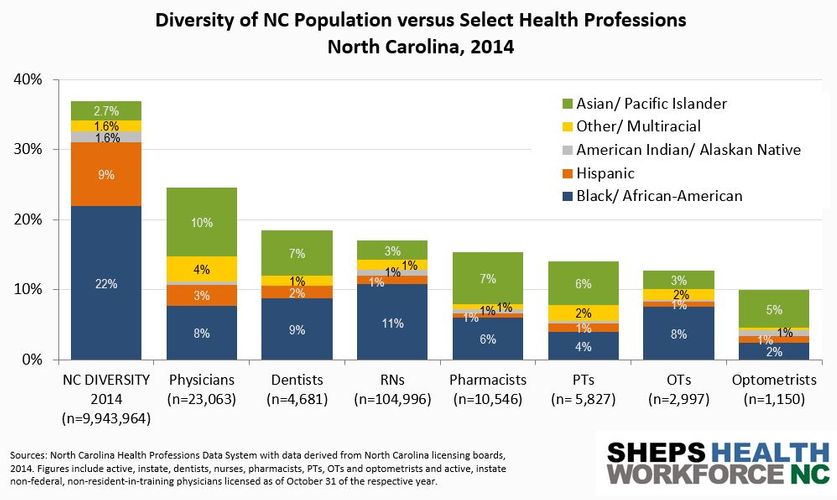 Diversity of NC Population versus Select Health Professions
North Carolina, 2014
40%
30%
20%
10%
0%
Asian/ Pacific Islander
Other/ Multiracial
American Indian/ Alaskan Native
Hispanic
Black/ African-American
2.7%
1.6%
1.6%
9%
22%
10%
4%
3%
8%
7%
1%
2%
9%
3%
1%
1%
1%
11%
7%
1%
1%
1%
6%
6%
2%
1%
4%
3%
2%
1%
8%
5%
1%
1%
2%
NC DIVERSITY
2014
(n=9,943,964)
Physicians
(n=23,063)
Dentists
(n=4,681)
RNs
(n=104,996)
Pharmacists
(n=10,546)
PTs
(n= 5,827)
OTs
(n=2,997)
Optometrists
(n=1,150)
Sources: North Carolina Health Professions Data System with data derived from North Carolina licensing boards,
2014. Figures include active, instate, dentists, nurses, pharmacists, PTs, OTs and optometrists and active, instate
non-federal, non-resident-in-training physicians licensed as of October 31 of the respective year.
SHEPS HEALTH
WORKFORCE NC